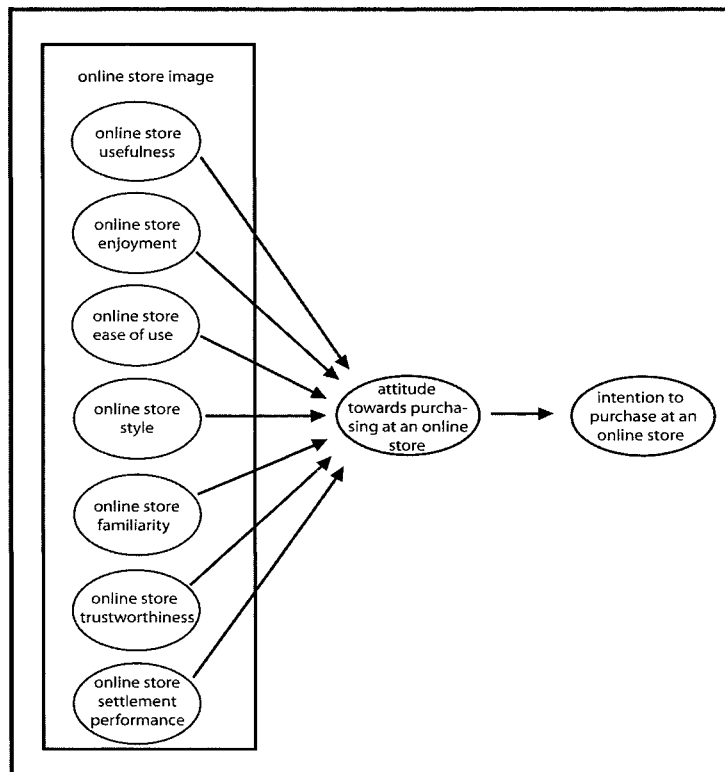 online store image
online store
usefulness
online store
enjoyment
online store
ease of use
online store
style
online store
familiarity
online store
trustworthiness
online store
settlement
performance
attitude
towards purcha-
sing at an online
store
intention to
purchase at an
online store